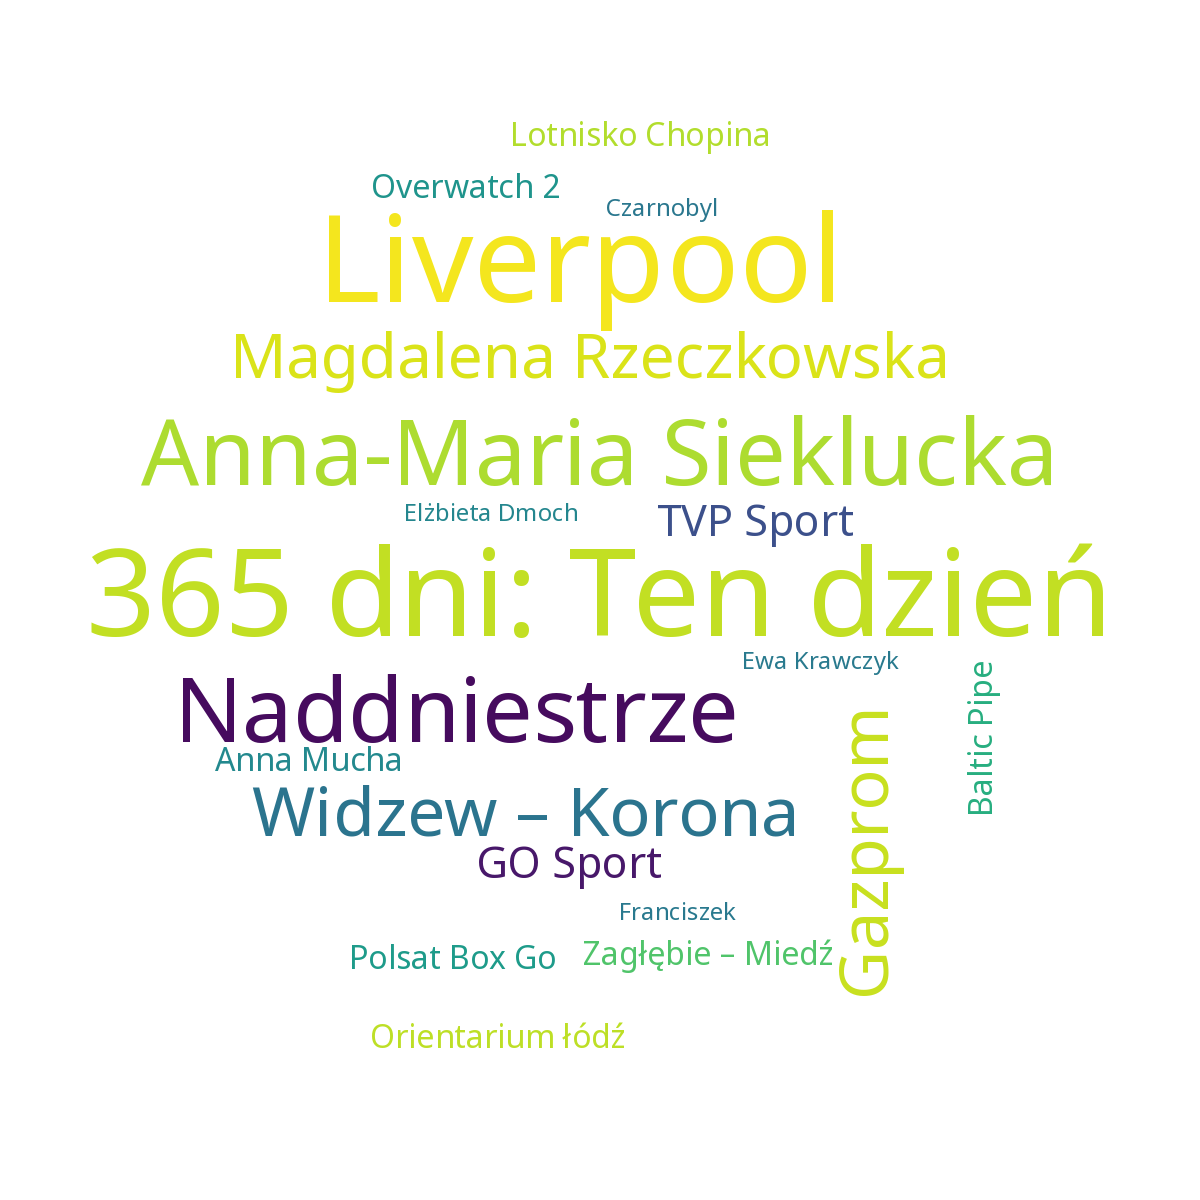 Lotnisko Chopina
Overwatch 2
Czarnobyl
Liverpool
Magdalena Rzeczkowska
Anna-Maria Sieklucka
Elżbieta Dmoch
TVP Sport
365 dni: Ten dzień
Ewa Krawczyk
Baltic Pipe
Naddniestrze
Gazprom
Anna Mucha
Widzew – Korona
GO Sport
Franciszek
Polsat Box Go
Zagłębie – Miedź
Orientarium łódź